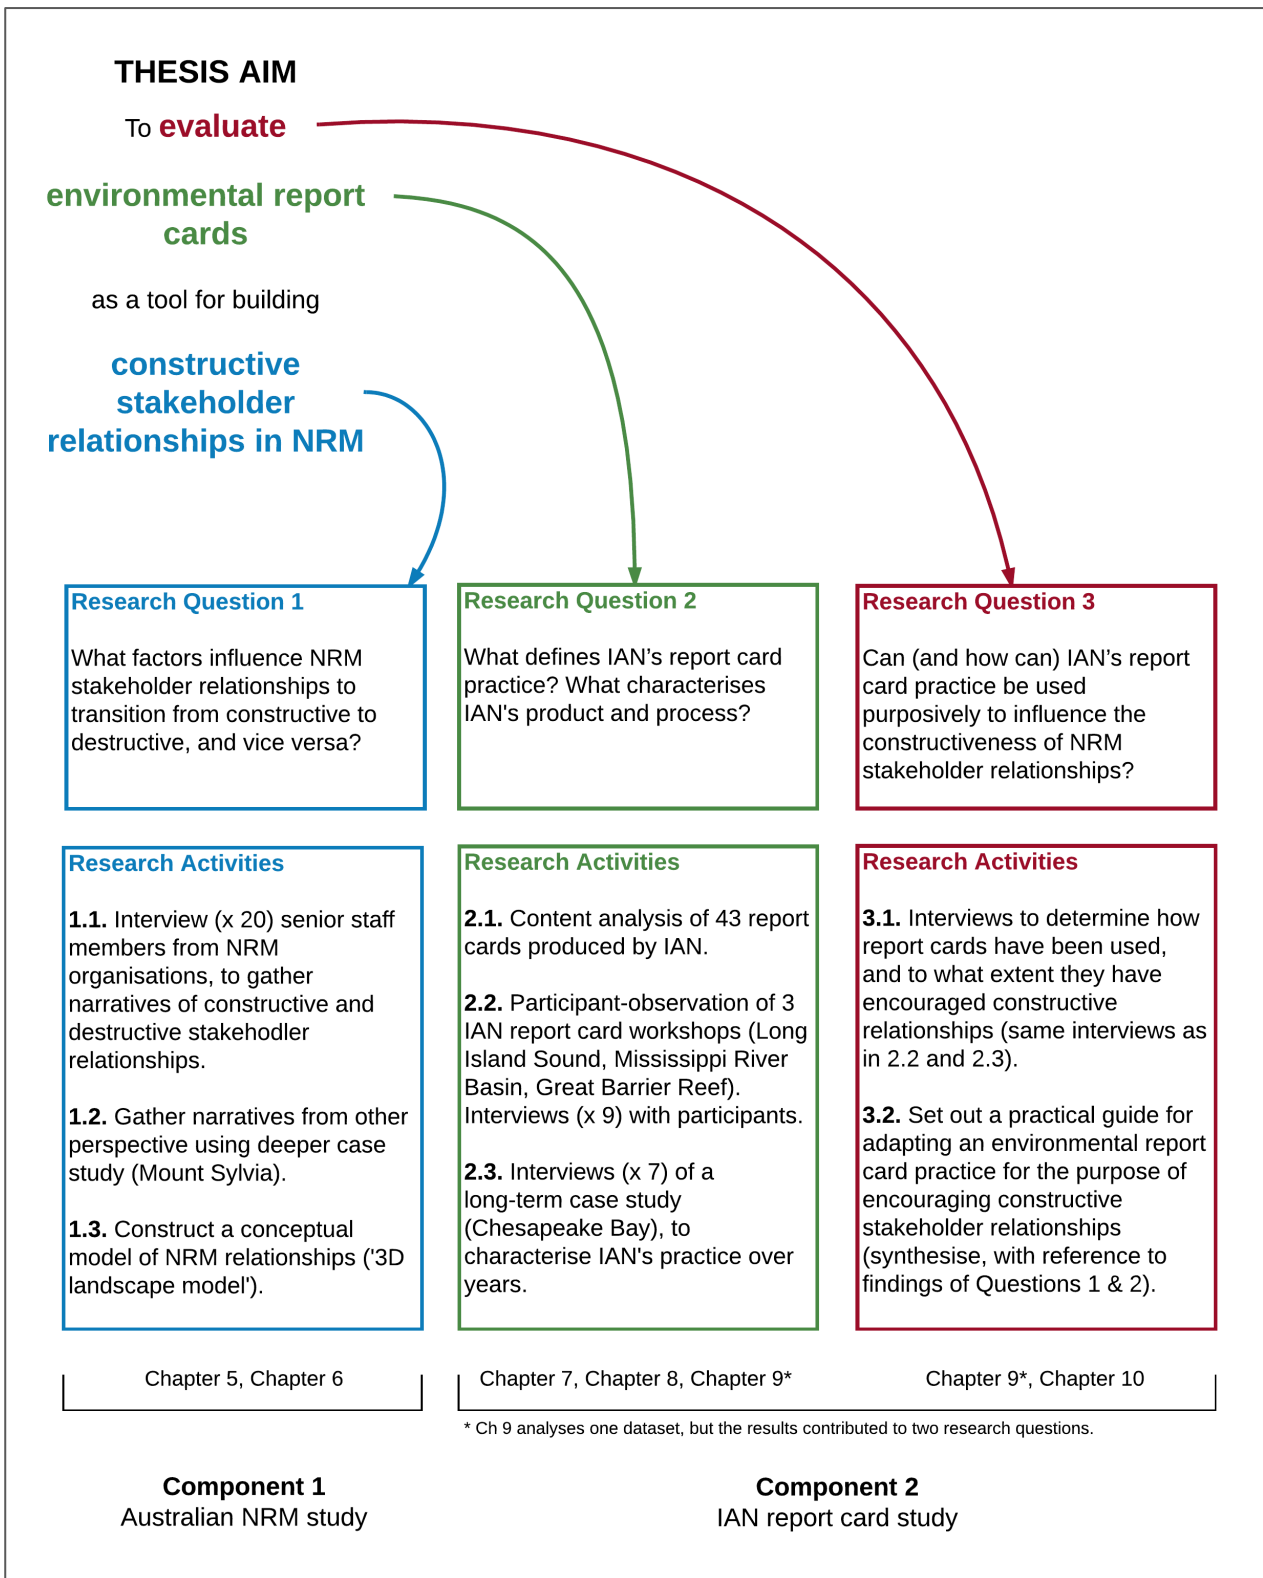 THESIS AIM
To evaluate
environmental report
cards
as a tool for building
constructive
stakeholder
relationships in NRM
Research Question 1
What factors influence NRM
stakeholder relationships to
transition from constructive to
destructive, and vice versa?
Research Question 2
What defines IAN’s report card
practice? What characterises
IAN's product and process?
Research Question 3
Can (and how can) IAN’s report
card practice be used
purposively to influence the
constructiveness of NRM
stakeholder relationships?
Research Activities
1.1. Interview (x 20) senior staff
members from NRM
organisations, to gather
narratives of constructive and
destructive stakehodler
relationships.
1.2. Gather narratives from other
perspective using deeper case
study (Mount Sylvia).
1.3. Construct a conceptual
model of NRM relationships ('3D
landscape model').
Research Activities
2.1. Content analysis of 43 report
cards produced by IAN.
2.2. Participant-observation of 3
IAN report card workshops (Long
Island Sound, Mississippi River
Basin, Great Barrier Reef).
Interviews (x 9) with participants.
2.3. Interviews (x 7) of a
long-term case study
(Chesapeake Bay), to
characterise IAN's practice over
years.
Research Activities
3.1. Interviews to determine how
report cards have been used,
and to what extent they have
encouraged constructive
relationships (same interviews as
in 2.2 and 2.3).
3.2. Set out a practical guide for
adapting an environmental report
card practice for the purpose of
encouraging constructive
stakeholder relationships
(synthesise, with reference to
findings of Questions 1 & 2).
Chapter 5, Chapter 6
Chapter 7, Chapter 8, Chapter 9*
Chapter 9*, Chapter 10
* Ch 9 analyses one dataset, but the results contributed to two research questions.
Component 1
Australian NRM study
Component 2
IAN report card study